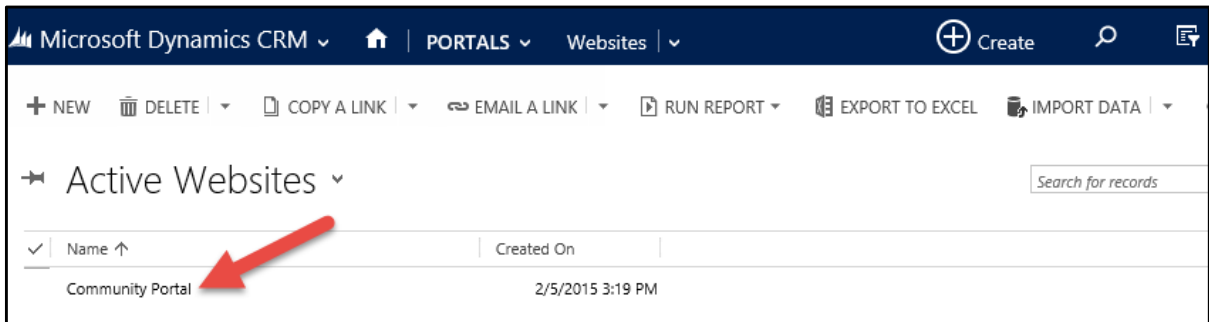 Microsoft Dynamics CRM PORTALS Websites Create
NEW DELETE COPY A LINK EMAIL A LINK RUN REPORT EXPORT TO EXCEL IMPORT DATA
Active Websites
Search for records
Name Created On
Community Portal 2/5/2015 3:19 PM